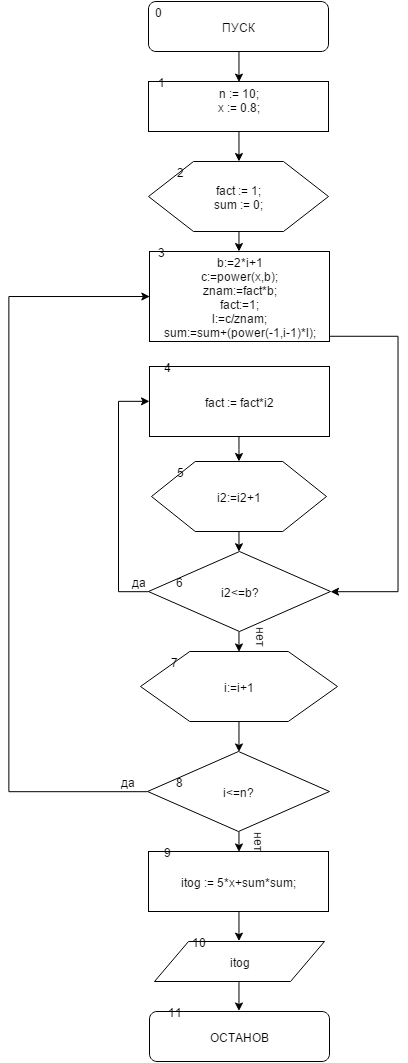 0
ПУСК
1
n := 10;
x := 0.8;
2
fact := 1;
sum := 0;
3
b:=2*i+1
c:=power(x,b);
znam:=fact*b;
fact:=1;
l:=c/znam;
sum:=sum+(power(-1,i-1)*l);
4
fact := fact*i2
5
i2:=i2+1
6
да
i2<=b?
нет
7
i:=i+1
8
да
i<=n?
нет
9
itog := 5*x+sum*sum;
10
itog
11
ОСТАНОВ